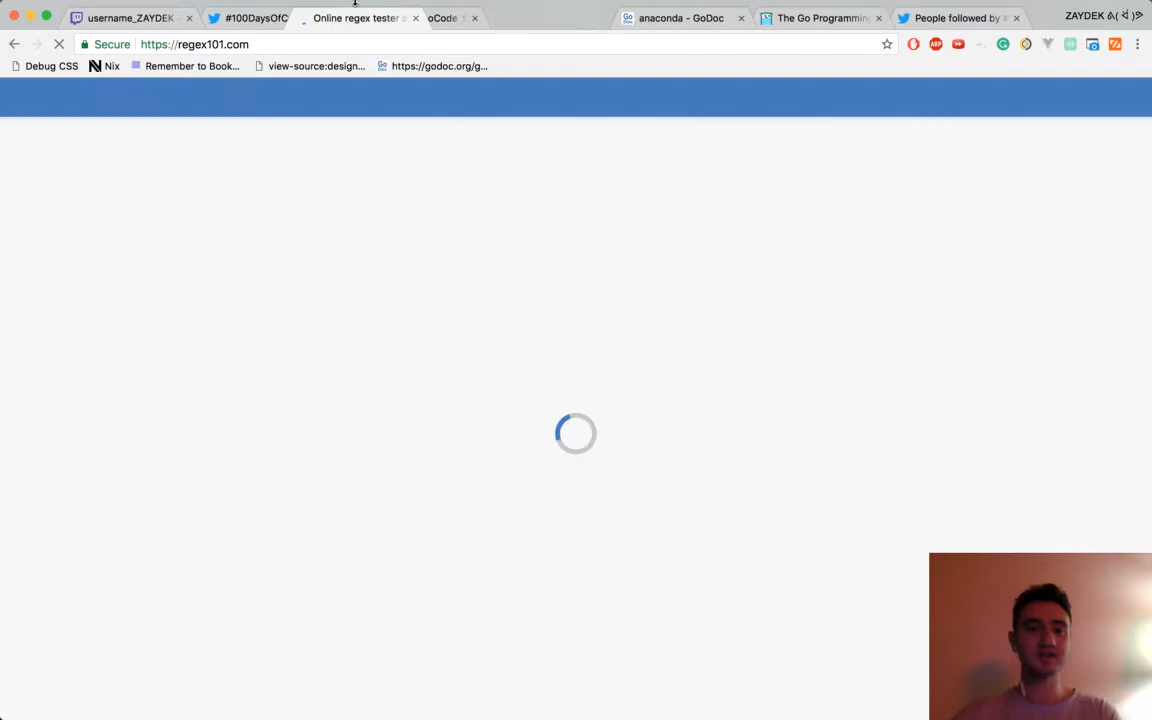 username_ZAYDEK
#100DaysOfC
Online regex tester a
oCode
anaconda - GoDoc
The Go Programmin
People followed by
ZAYDEK
Secure https://regex101.com
Debug CSS Nix Remember to Book... view-source:design... https://godoc.org/g...